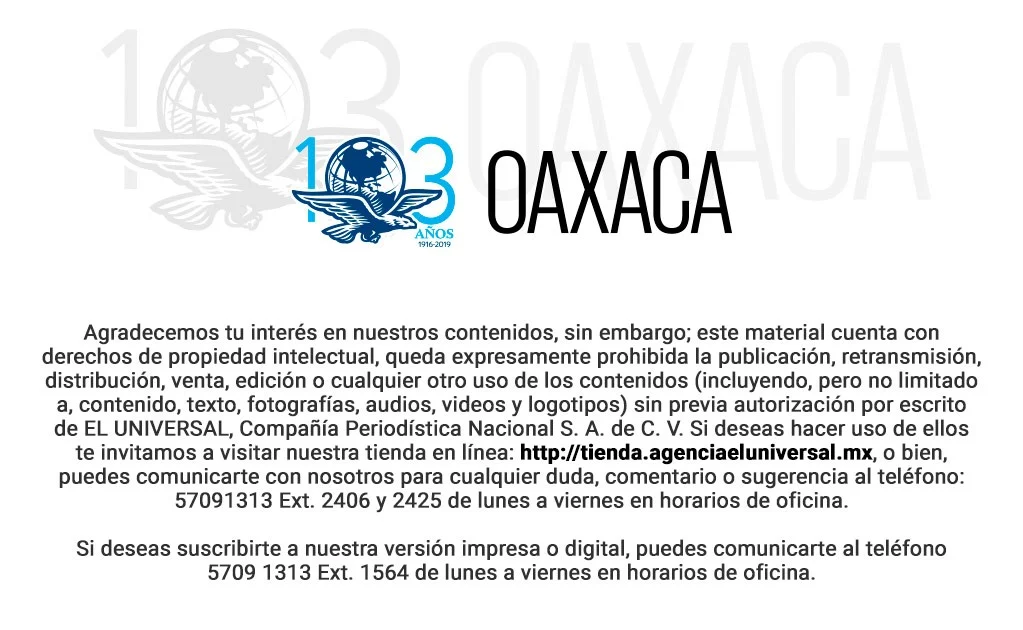 103 OAXACA
103 OAXACA
AÑOS
1916-2019
Agradecemos tu interés en nuestros contenidos, sin embargo; este material cuenta con
derechos de propiedad intelectual, queda expresamente prohibida la publicación, retransmisión,
distribución, venta, edición o cualquier otro uso de los contenidos (incluyendo, pero no limitado
a, contenido, texto, fotografías, audios, videos y logotipos) sin previa autorización por escrito
de EL UNIVERSAL, Compañía Periodística Nacional S. A. de C. V. Si deseas hacer uso de ellos
te invitamos a visitar nuestra tienda en línea: http://tienda.agenciaeluniversal.mx, o bien,
puedes comunicarte con nosotros para cualquier duda, comentario o sugerencia al teléfono:
57091313 Ext. 2406 y 2425 de lunes a viernes en horarios de oficina.
Si deseas suscribirte a nuestra versión impresa o digital, puedes comunicarte al teléfono
5709 1313 Ext. 1564 de lunes a viernes en horarios de oficina.